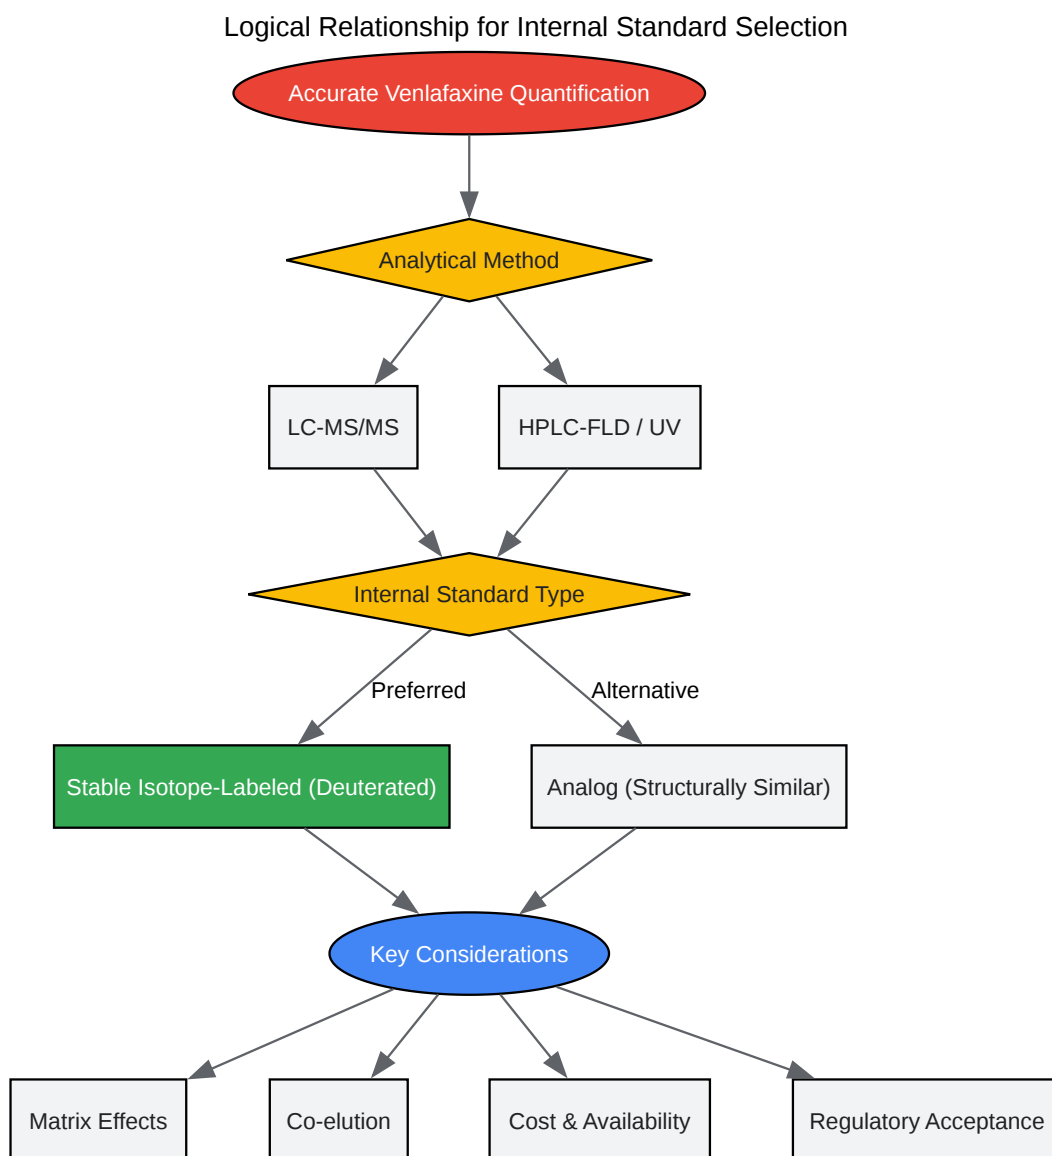 Logical Relationship for Internal Standard Selection
Accurate Venlafaxine Quantification
Analytical Method
LC-MS/MS
HPLC-FLD / UV
Internal Standard Type
Preferred
Alternative
Stable Isotope-Labeled (Deuterated)
Analog (Structurally Similar)
Key Considerations
Matrix Effects
Co-elution
Cost & Availability
Regulatory Acceptance